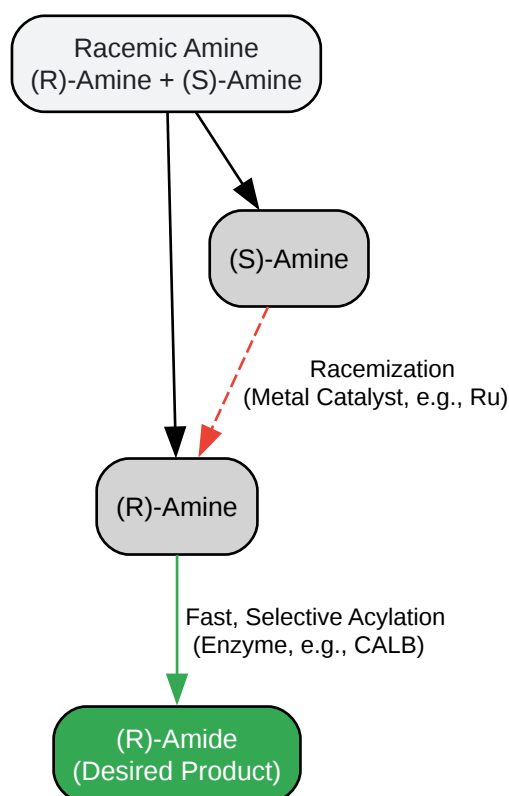 Racemic Amine
(R)-Amine + (S)-Amine
(S)-Amine
Racemization
(Metal Catalyst, e.g., Ru)
(R)-Amine
Fast, Selective Acylation
(Enzyme, e.g., CALB)
(R)-Amide
(Desired Product)